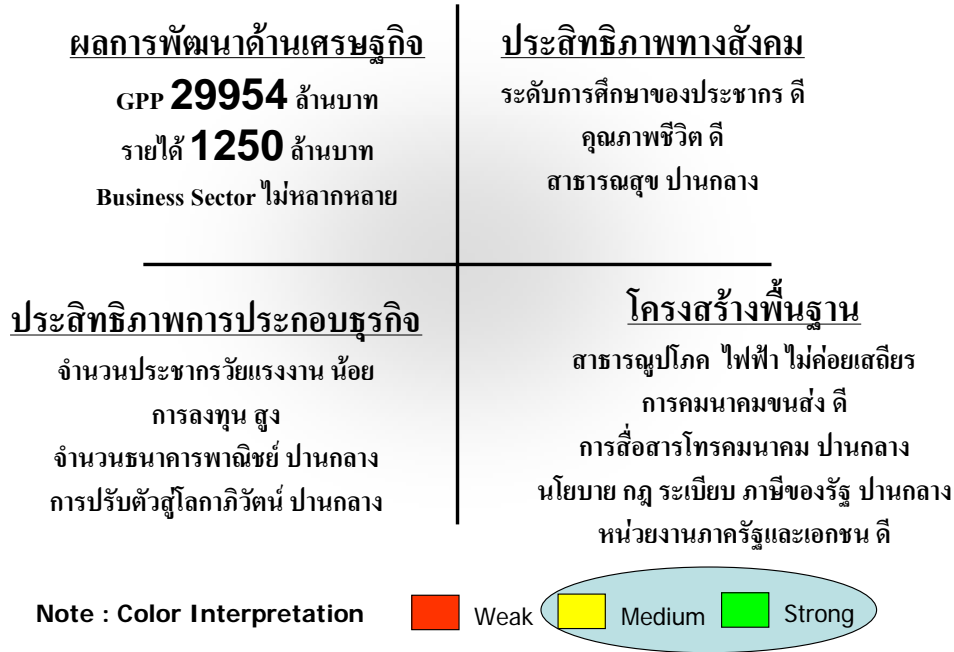 ผลการพัฒนาด้านเศรษฐกิจ
GPP 29954 ล้านบาท
รายได้ 1250 ล้านบาท
Business Sector ไม่หลากหลาย
ประสิทธิภาพทางสังคม
ระดับการศึกษาของประชากร ดี
คุณภาพชีวิต ดี
สาธารณสุข ปานกลาง
ประสิทธิภาพการประกอบธุรกิจ
จำนวนประชากรวัยแรงงาน น้อย
การลงทุน สูง
จำนวนธนาคารพาณิชย์ ปานกลาง
การปรับตัวสู่โลกาภิวัตน์ ปานกลาง
โครงสร้างพื้นฐาน
สาธารณูปโภค ไฟฟ้า ไม่ค่อยเสถียร
การคมนาคมขนส่ง ดี
การสื่อสารโทรคมนาคม ปานกลาง
นโยบาย กฎ ระเบียบ ภาษีของรัฐ ปานกลาง
หน่วยงานภาครัฐและเอกชน ดี
Note : Color Interpretation Weak Medium Strong